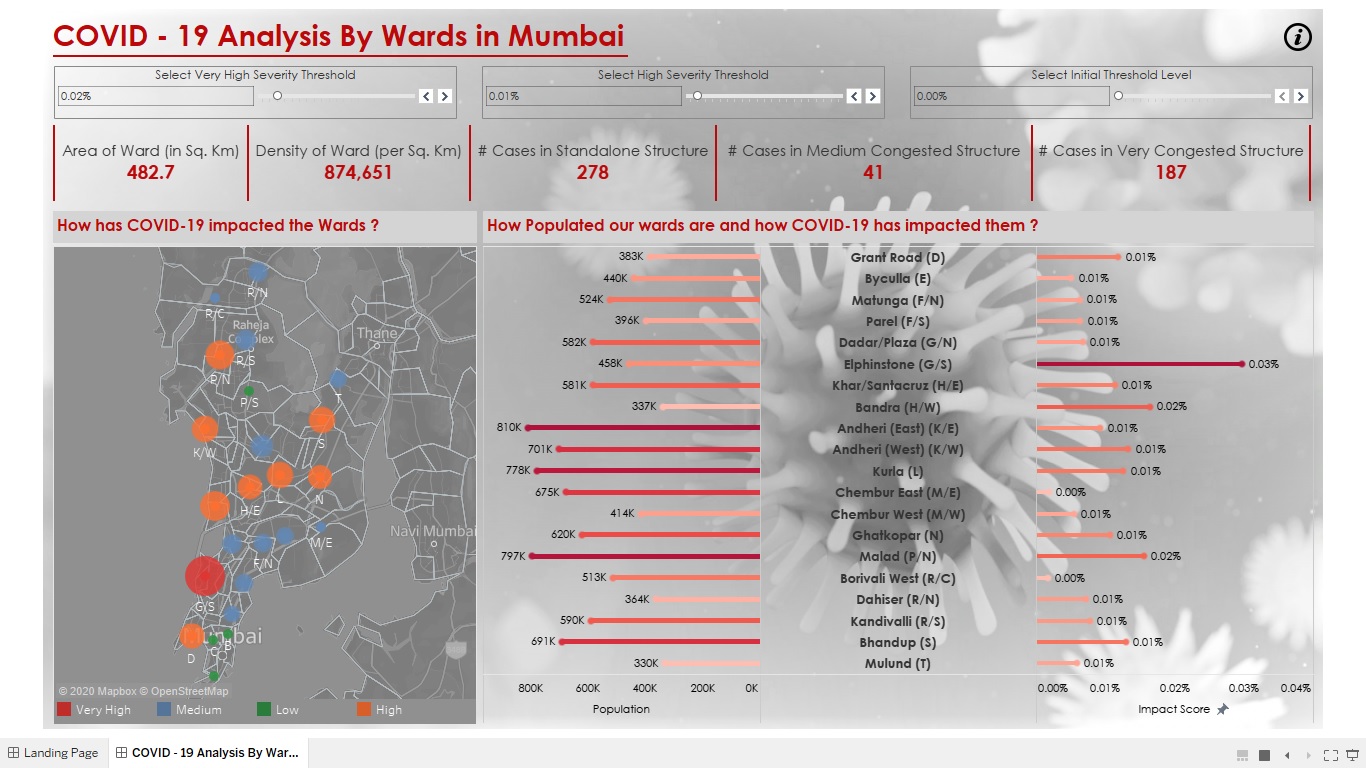 COVID - 19 Analysis By Wards in Mumbai
i
Select Very High Severity Threshold
0.02%
Select High Severity Threshold
0.01%
Select Initial Threshold Level
0.00%
Area of Ward (in Sq. Km)
482.7
Density of Ward (per Sq. Km)
874,651
# Cases in Standalone Structure
278
# Cases in Medium Congested Structure
41
# Cases in Very Congested Structure
187
How has COVID-19 impacted the Wards ?
R/N
R/C
Raheja
Complex
R/S
P/N
P/S
Thane
T
K/W
S
L
N
H/E
M/E
Navi Mumbai
F/N
G/S
Mumbai
D
C
B
© 2020 Mapbox © OpenStreetMap
Very High
Medium
Low
High
How Populated our wards are and how COVID-19 has impacted them ?
383K Grant Road (D) 0.01%
440K Byculla (E) 0.01%
524K Matunga (F/N) 0.01%
396K Parel (F/S) 0.01%
582K Dadar/Plaza (G/N) 0.01%
458K Elphinstone (G/S) 0.03%
581K Khar/Santacruz (H/E) 0.01%
337K Bandra (H/W) 0.02%
810K Andheri (East) (K/E) 0.01%
701K Andheri (West) (K/W) 0.01%
778K Kurla (L) 0.01%
675K Chembur East (M/E) 0.00%
414K Chembur West (M/W) 0.01%
620K Ghatkopar (N) 0.01%
797K Malad (P/N) 0.02%
513K Borivali West (R/C) 0.00%
364K Dahiser (R/N) 0.01%
590K Kandivalli (R/S) 0.01%
691K Bhandup (S) 0.01%
330K Mulund (T) 0.01%
800K 600K 400K 200K 0K
Population
0.00% 0.01% 0.02% 0.03% 0.04%
Impact Score
Landing Page
COVID - 19 Analysis By War...